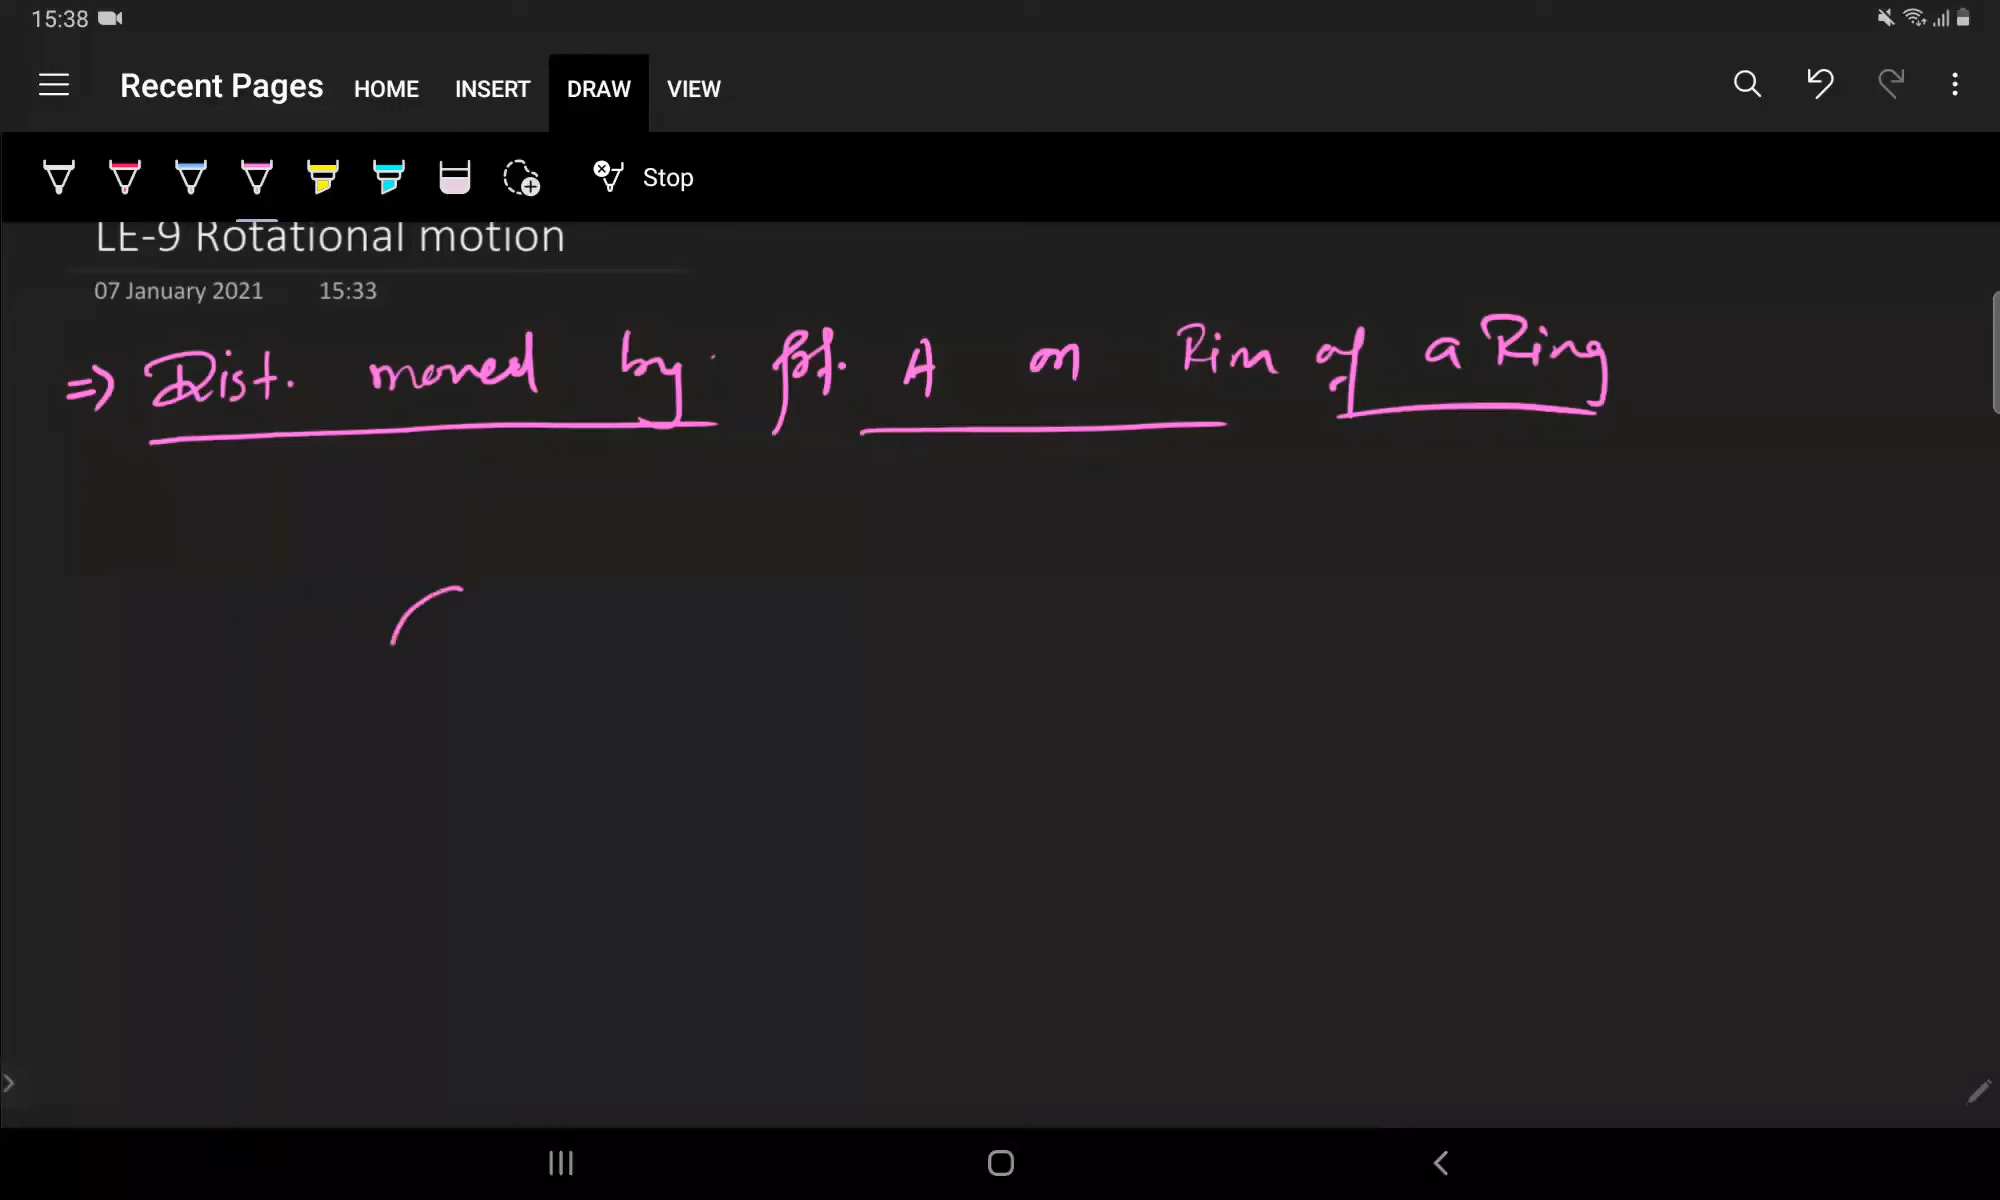 15:38
Recent Pages HOME INSERT DRAW VIEW
Stop
LE-9 Rotational motion
07 January 2021 15:33
=> Dist. moved by pt. A on Rim of a Ring